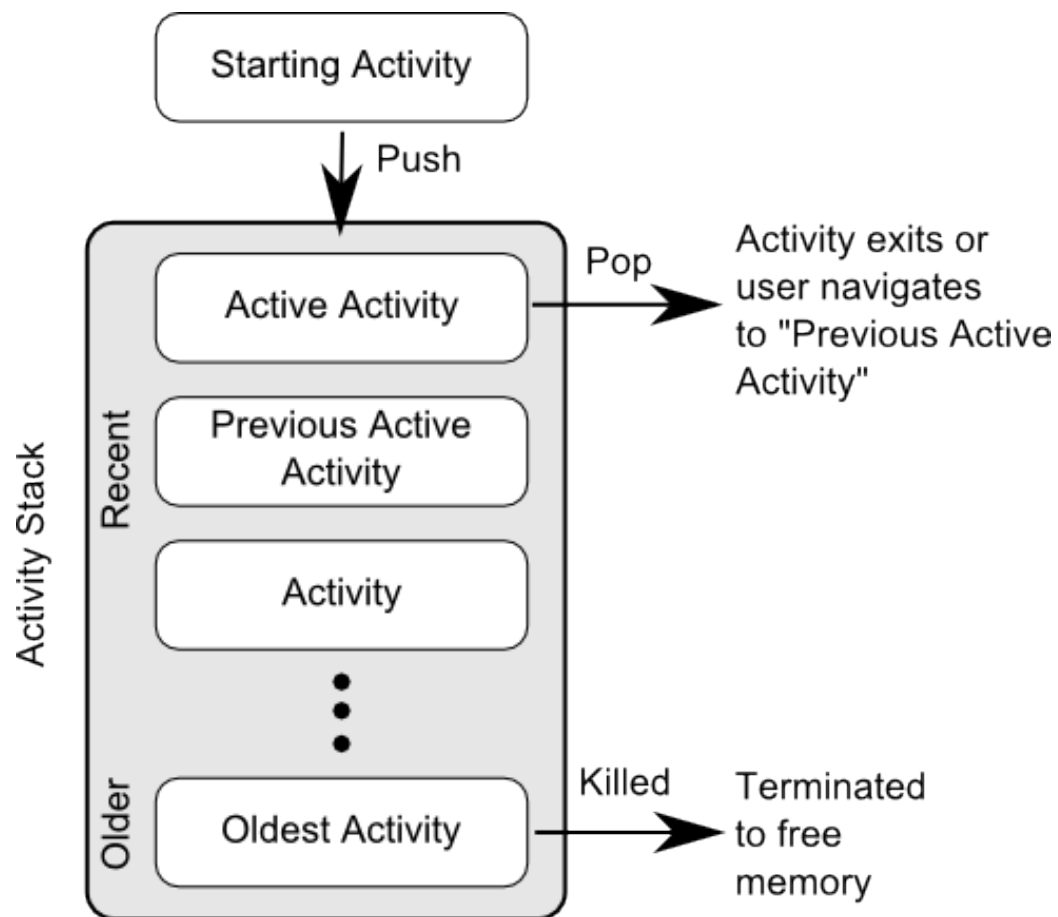 Starting Activity
Push
Active Activity
Pop
Activity exits or
user navigates
to "Previous Active
Activity"
Previous Active
Activity
Activity
Oldest Activity
Killed
Terminated
to free
memory
Recent
Older
Activity Stack